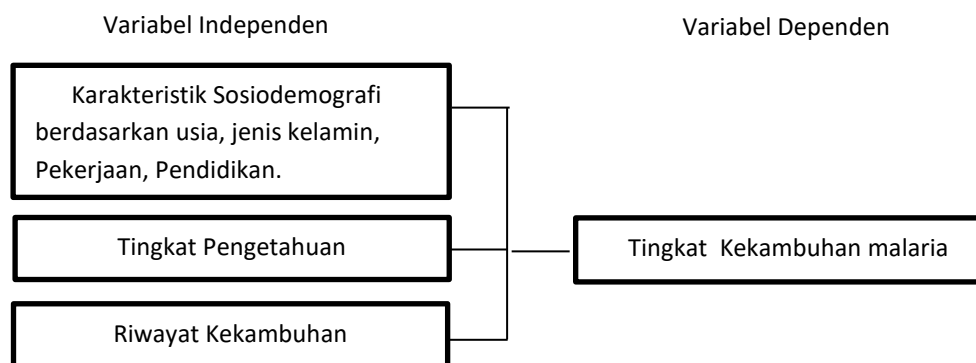 Variabel Independen
Variabel Dependen
Karakteristik Sosiodemografi
berdasarkan usia, jenis kelamin,
Pekerjaan, Pendidikan.
Tingkat Pengetahuan
Tingkat Kekambuhan malaria
Riwayat Kekambuhan